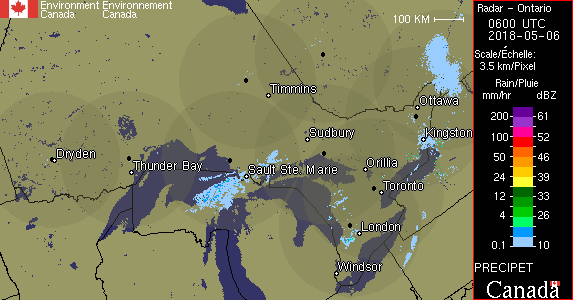 Environment Environnement
Canada Canada
100 KM
Timmins
Ottawa
Sudbury
Kingston
Dryden
Thunder Bay
Sault Ste. Marie
Orillia
Toronto
London
Windsor
Radar - Ontario
0600 UTC
2018-05-06
Scale/Échelle:
3.5 km/Pixel
Rain/Pluie
mm/hr dBZ
200 61
100 52
50 46
24 39
12 33
4 26
0.1 10
PRECIPET
Canada